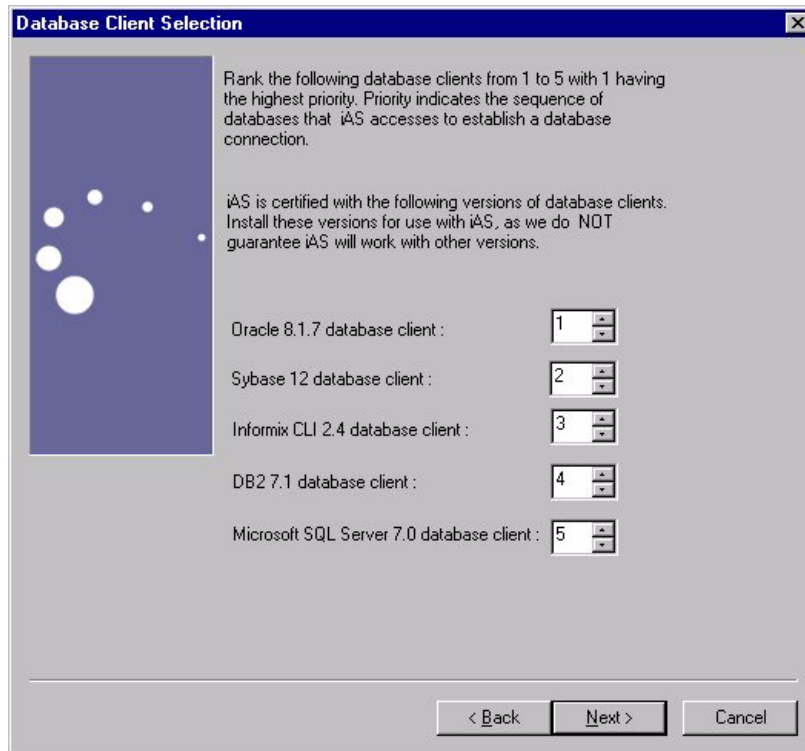 Database Client Selection
Rank the following database clients from 1 to 5 with 1 having
the highest priority. Priority indicates the sequence of
databases that iAS accesses to establish a database
connection.
iAS is certified with the following versions of database clients.
Install these versions for use with iAS, as we do NOT
guarantee iAS will work with other versions.
Oracle 8.1.7 database client : 1
Sybase 12 database client : 2
Informix CLI 2.4 database client : 3
DB2 7.1 database client : 4
Microsoft SQL Server 7.0 database client : 5
< Back Next > Cancel